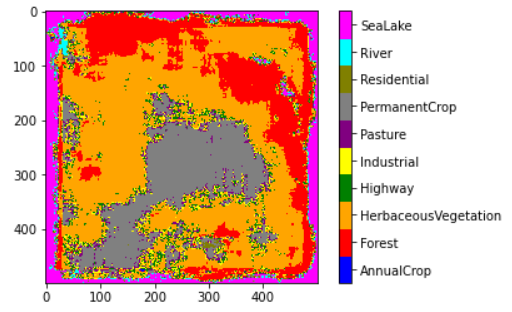 0
100
200
300
400
0 100 200 300 400
SeaLake
River
Residential
PermanentCrop
Pasture
Industrial
Highway
HerbaceousVegetation
Forest
AnnualCrop